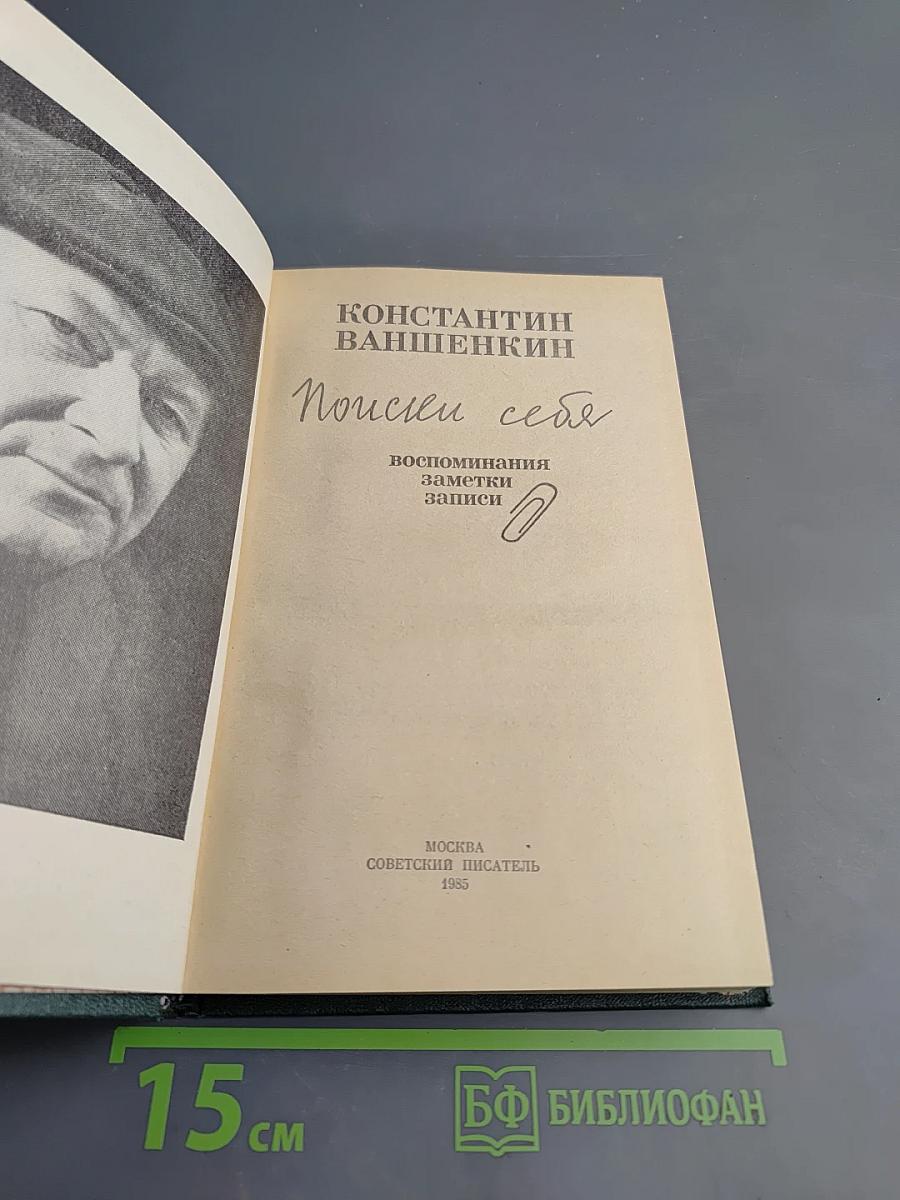 КОНСТАНТИН
ВАНШЕНКИН
Поиски себя
воспоминания
заметки
записи
МОСКВА
СОВЕТСКИЙ ПИСАТЕЛЬ
1985
15 см
БФ БИБЛИОФАН